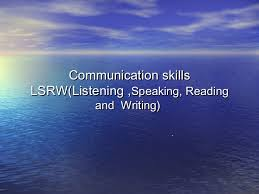 Communication skills
LSRW(Listening ,Speaking, Reading
and Writing)
.